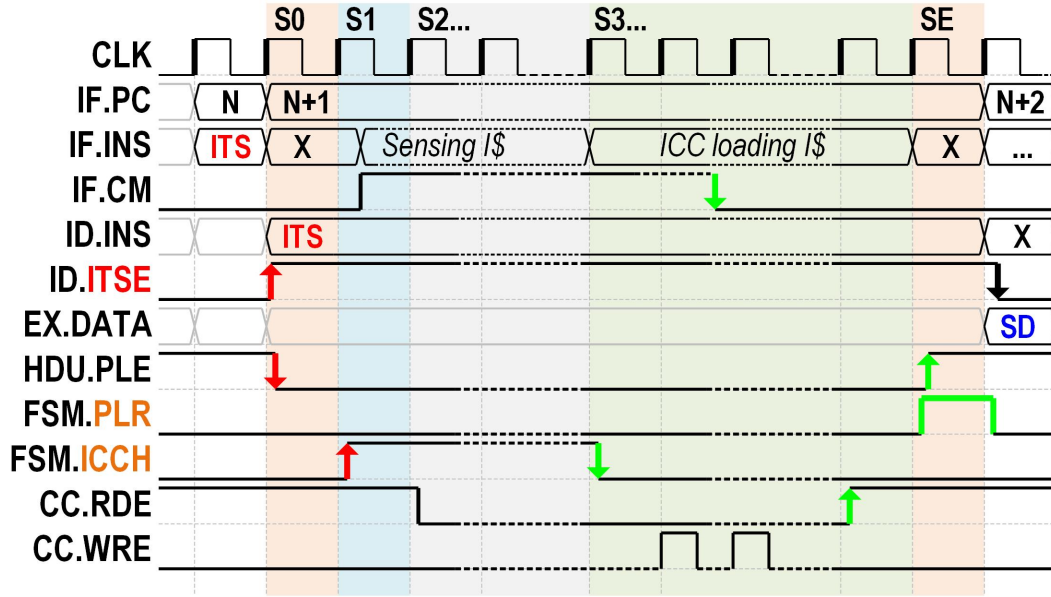 S0 S1 S2... S3... SE
CLK
IF.PC N N+1 N+2
IF.INS ITS X Sensing I$ ICC loading I$ X ...
IF.CM
ID.INS ITS X
ID.ITSE
EX.DATA SD
HDU.PLE
FSM.PLR
FSM.ICCH
CC.RDE
CC.WRE